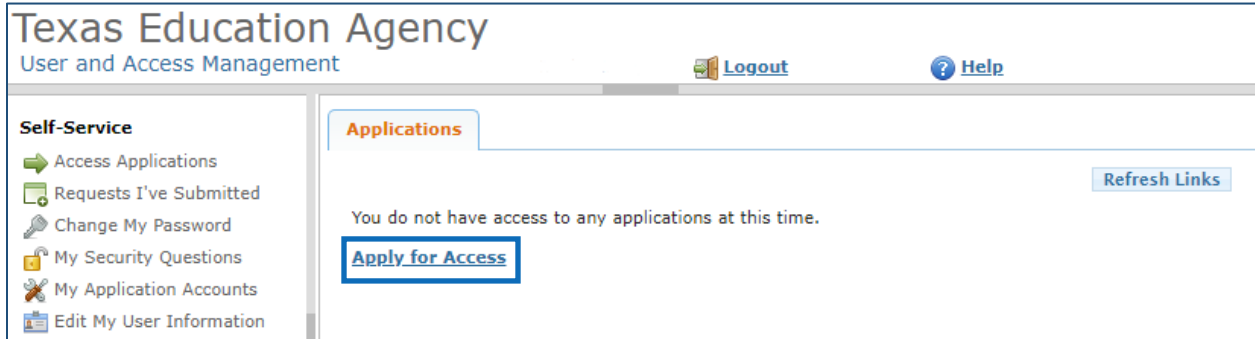 Texas Education Agency
User and Access Management
Logout
Help
Self-Service
Access Applications
Requests I've Submitted
Change My Password
My Security Questions
My Application Accounts
Edit My User Information
Applications
Refresh Links
You do not have access to any applications at this time.
Apply for Access